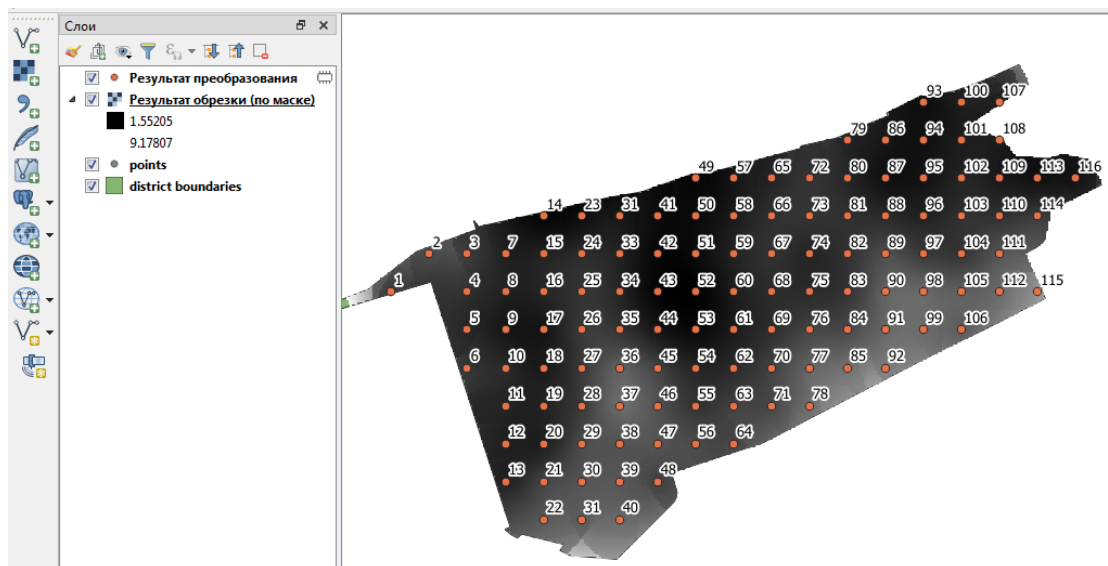 Слои
Результат преобразования
Результат обрезки (по маске)
1.55205
9.17807
points
district boundaries
93 100 107
79 86 94 101 108
49 57 65 72 80 87 95 102 109 113 116
14 23 31 41 50 58 66 73 81 88 96 103 110 114
2 3 7 15 24 33 42 51 59 67 74 82 89 97 104 111
1 4 8 16 25 34 43 52 60 68 75 83 90 98 105 112 115
5 9 17 26 35 44 53 61 69 76 84 91 99 106
6 10 18 27 36 45 54 62 70 77 85 92
11 19 28 37 46 55 63 71 78
12 20 29 38 47 56 64
13 21 30 39 48
22 31 40